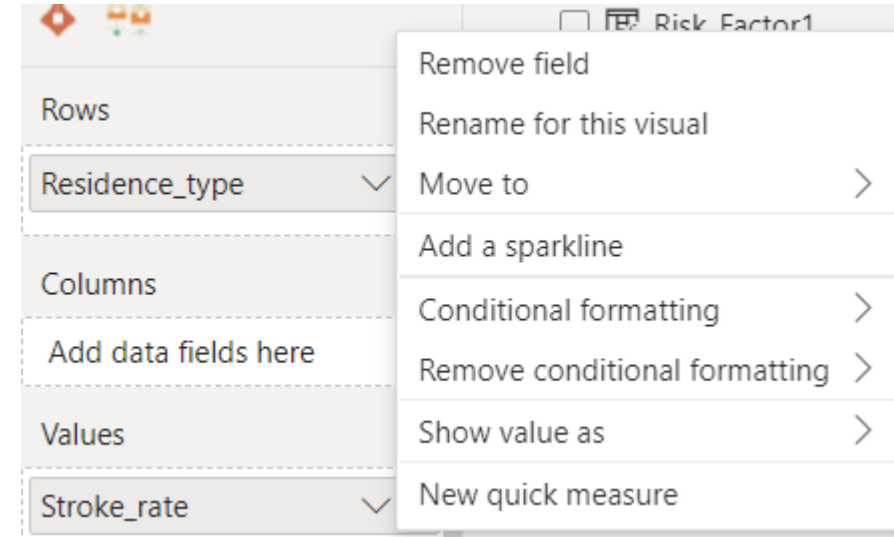 Risk_Factor1
Rows
Residence_type
Columns
Add data fields here
Values
Stroke_rate
Remove field
Rename for this visual
Move to
Add a sparkline
Conditional formatting
Remove conditional formatting
Show value as
New quick measure